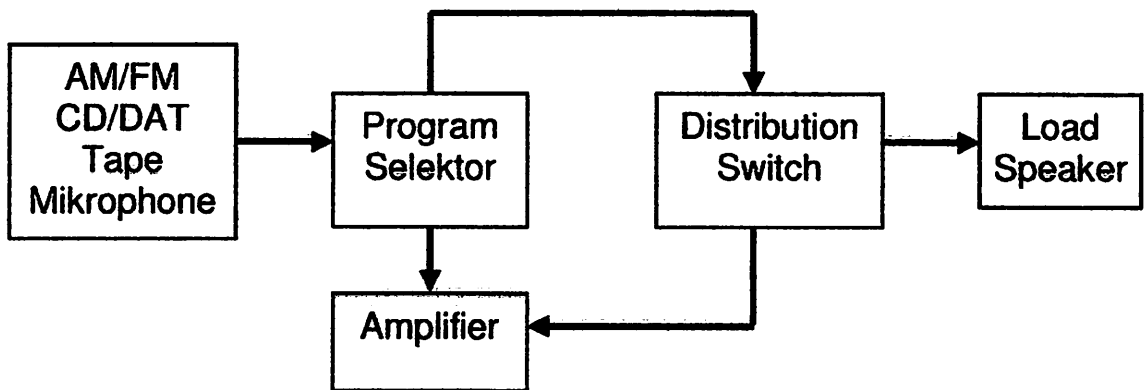 AM/FM
CD/DAT
Tape
Mikrophone
Program
Selektor
Distribution
Switch
Load
Speaker
Amplifier